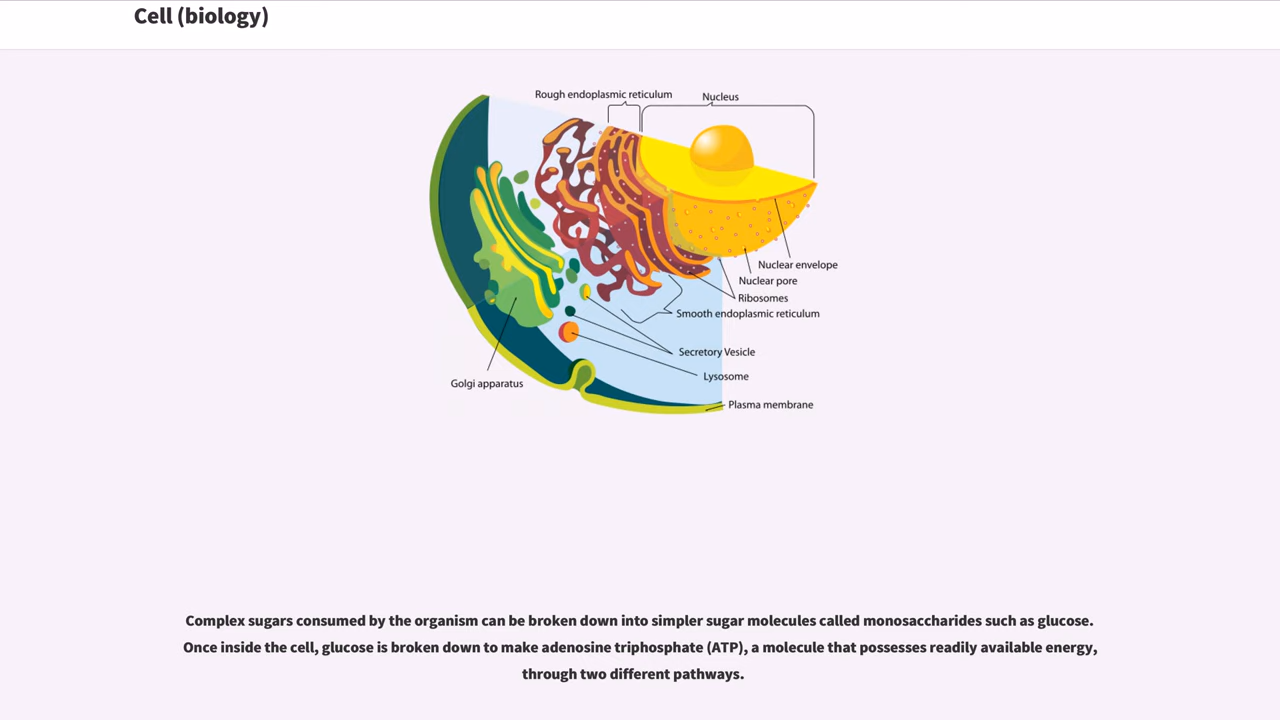 Cell (biology)
Rough endoplasmic reticulum
Nucleus
Nuclear envelope
Nuclear pore
Ribosomes
Smooth endoplasmic reticulum
Secretory Vesicle
Lysosome
Golgi apparatus
Plasma membrane
Complex sugars consumed by the organism can be broken down into simpler sugar molecules called monosaccharides such as glucose.
Once inside the cell, glucose is broken down to make adenosine triphosphate (ATP), a molecule that possesses readily available energy,
through two different pathways.